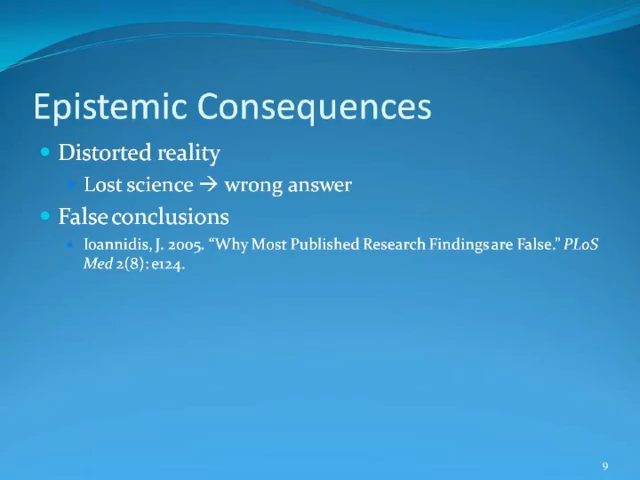 Epistemic Consequences
• Distorted reality
• Lost science → wrong answer
• False conclusions
• Ioannidis, J. 2005. “Why Most Published Research Findings are False.” PLoS
Med 2(8): e124.
9